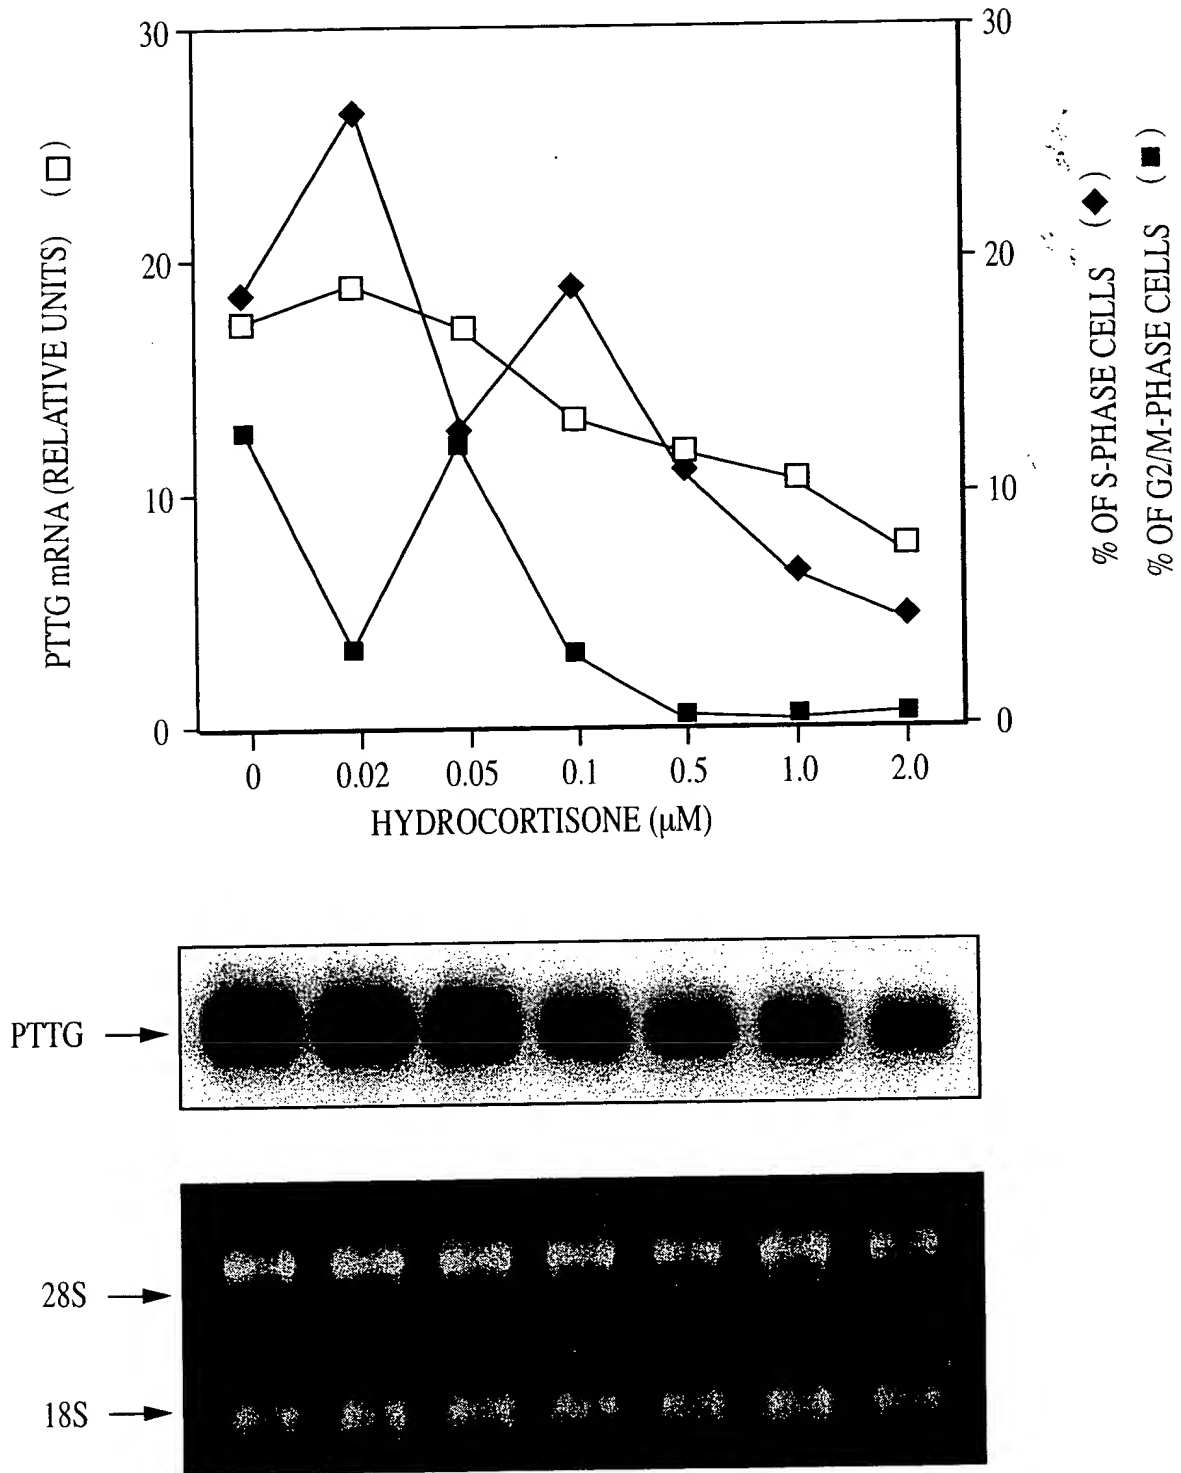 30
20
10
0
30
20
10
0
PTTG mRNA (RELATIVE UNITS) (□)
% OF S-PHASE CELLS (◆)
% OF G2/M-PHASE CELLS (■)
0 0.02 0.05 0.1 0.5 1.0 2.0
HYDROCORTISONE (μM)
PTTG
28S
18S